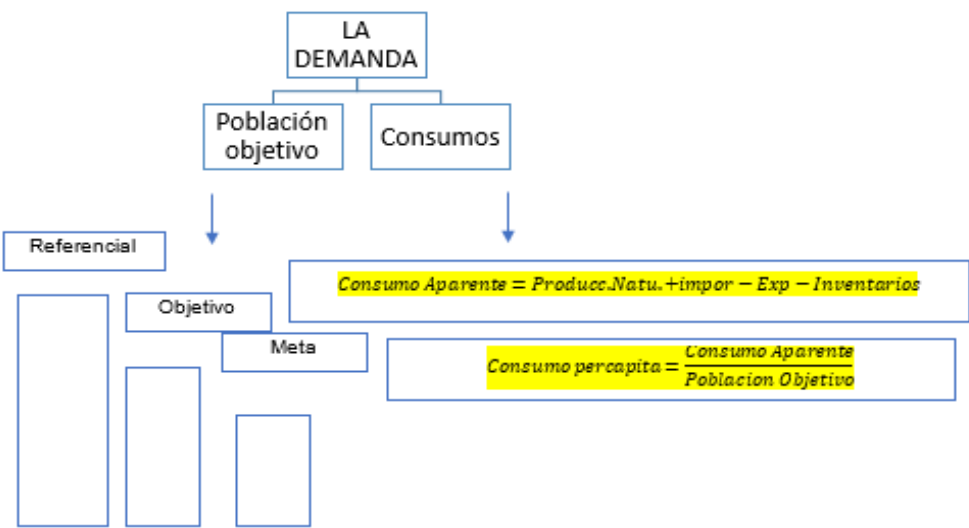 LA
DEMANDA
Población
objetivo
Consumos
Referencial
Objetivo
Meta
Consumo Aparente = Producc.Natu.+impor − Exp − Inventarios
Consumo percapita = Consumo Aparente
Poblacion Objetivo